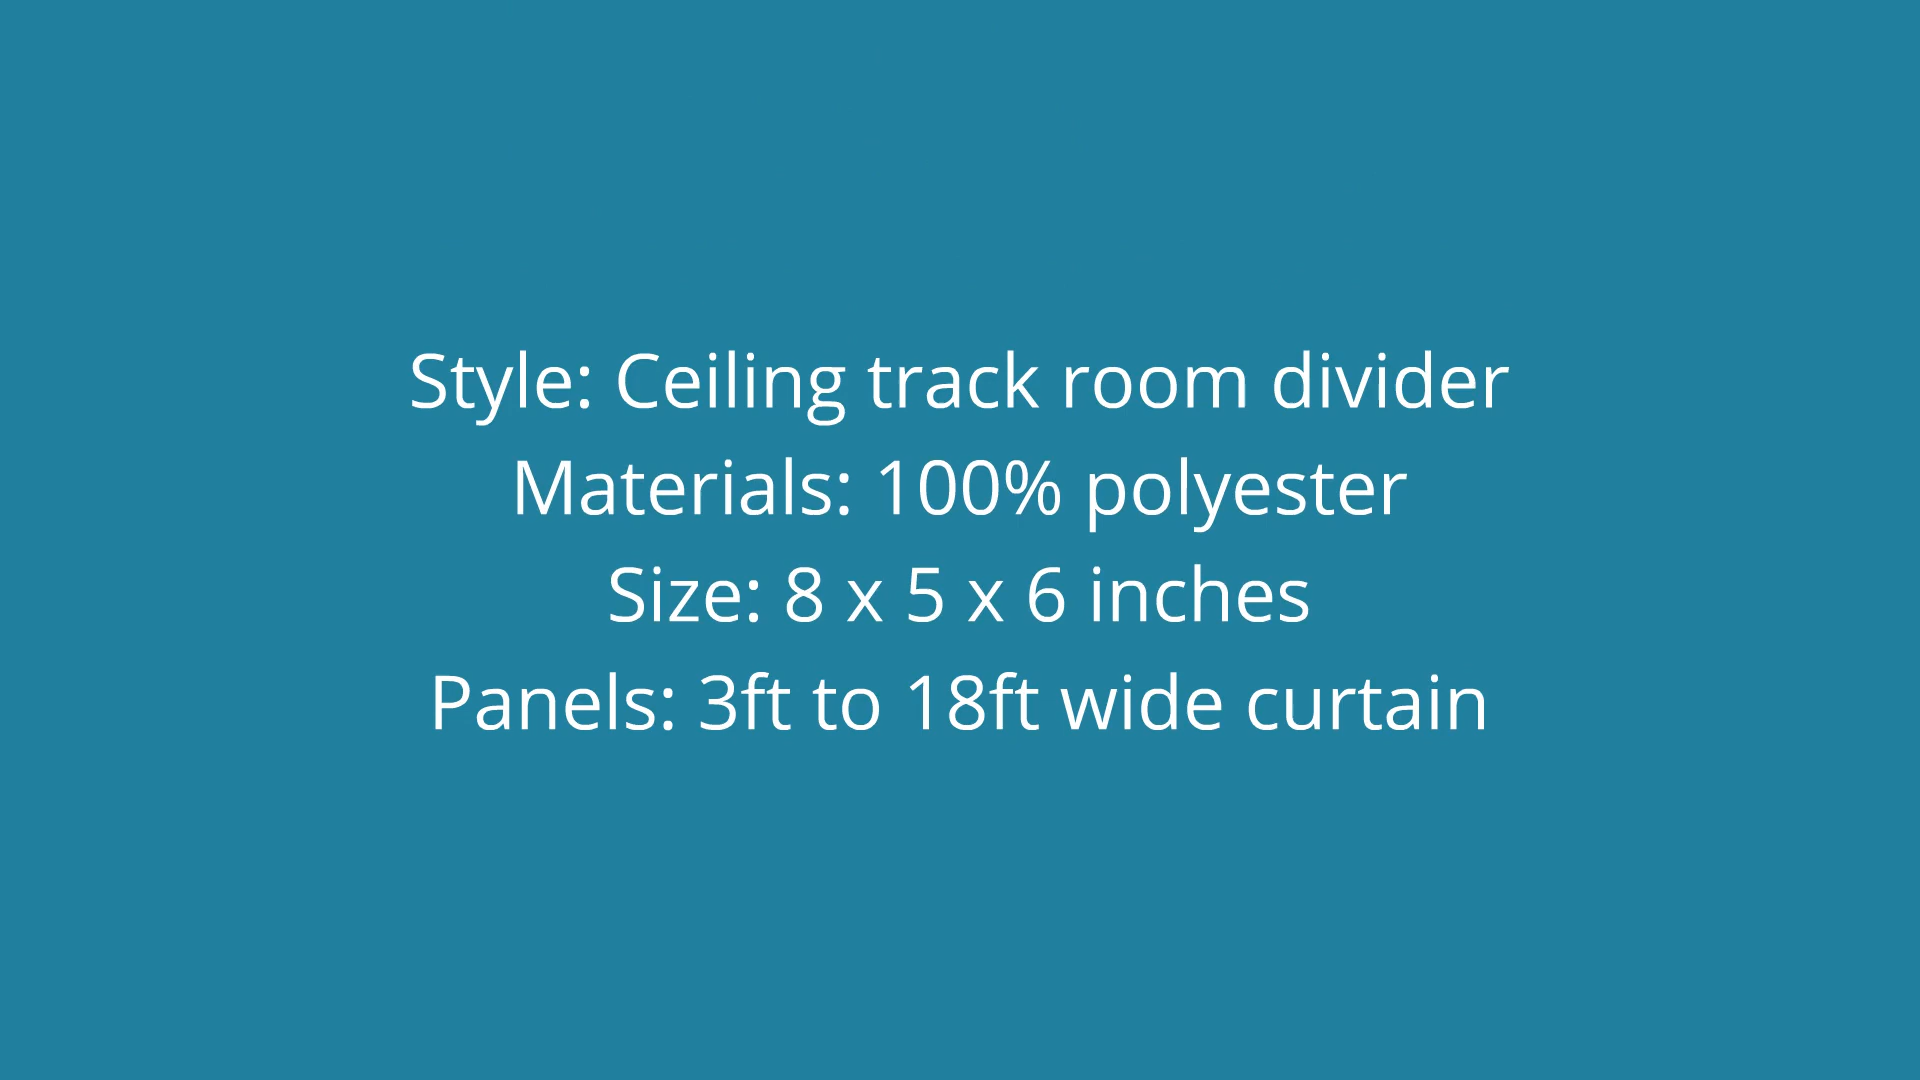 Style: Ceiling track room divider
Materials: 100% polyester
Size: 8 x 5 x 6 inches
Panels: 3ft to 18ft wide curtain